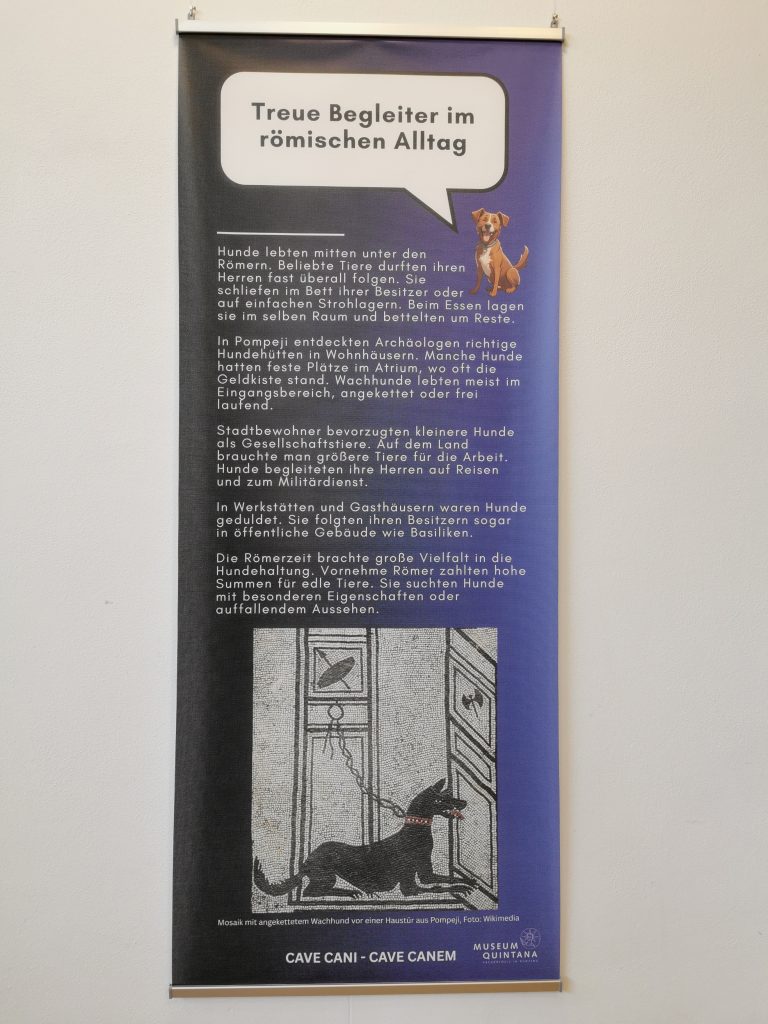 Treue Begleiter im
römischen Alltag
Hunde lebten mitten unter den
Römern. Beliebte Tiere durften ihren
Herren fast überall folgen. Sie
schliefen im Bett ihrer Besitzer oder
auf einfachen Strohlagern. Beim Essen lagen
sie im selben Raum und bettelten um Reste.
In Pompeji entdeckten Archäologen richtige
Hundehütten in Wohnhäusern. Manche Hunde
hatten feste Plätze im Atrium, wo oft die
Geldkiste stand. Wachhunde lebten meist im
Eingangsbereich, angekettet oder frei
laufend.
Stadtbewohner bevorzugten kleinere Hunde
als Gesellschaftstiere. Auf dem Land
brauchte man größere Tiere für die Arbeit.
Hunde begleiteten ihre Herren auf Reisen
und zum Militärdienst.
In Werkstätten und Gasthäusern waren Hunde
geduldet. Sie folgten ihren Besitzern sogar
in öffentliche Gebäude wie Basiliken.
Die Römerzeit brachte große Vielfalt in die
Hundehaltung. Vornehme Römer zahlten hohe
Summen für edle Tiere. Sie suchten Hunde
mit besonderen Eigenschaften oder
auffallendem Aussehen.
Mosaik mit angekettetem Wachhund vor einer Haustür aus Pompeji, Foto: Wikimedia
CAVE CANI - CAVE CANEM
MUSEUM
QUINTANA